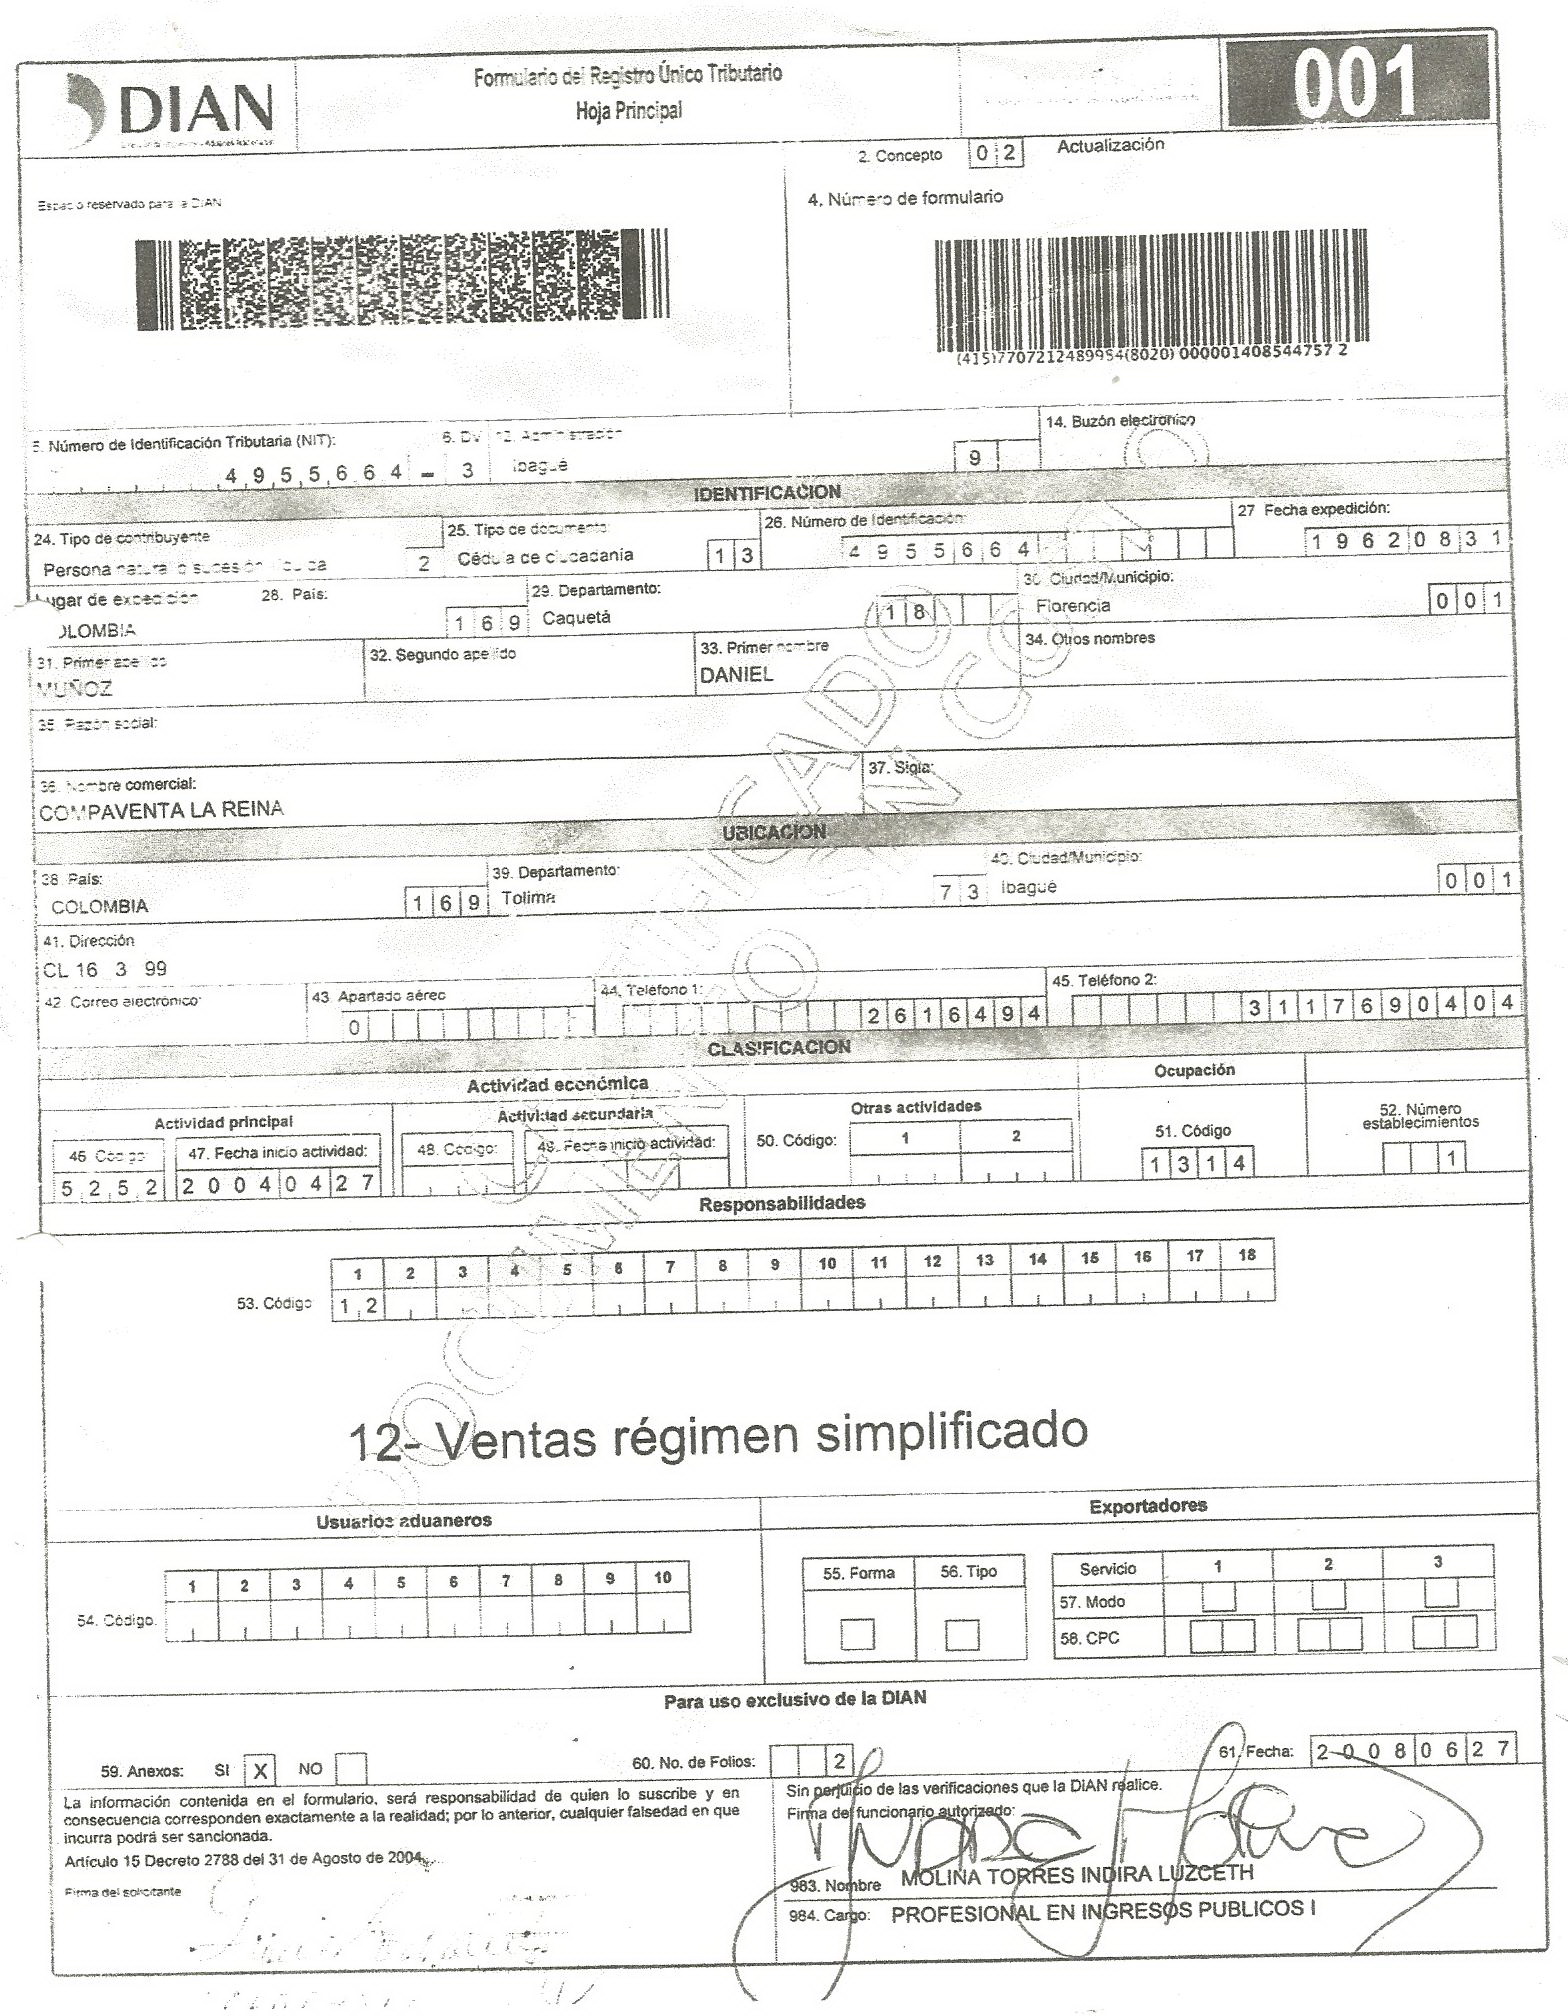 DIAN
Formulario del Registro Único Tributario
Hoja Principal
001
2. Concepto 0 2 Actualización
Espacio reservado para la DIAN
4. Número de formulario
(415)7707212489954(8020) 000001408544757 2
5. Número de Identificación Tributaria (NIT): 6. DV 12. Administración 14. Buzón electrónico
4 9 5 5 6 6 4 - 3 Ibagué 9
IDENTIFICACION
24. Tipo de contribuyente 25. Tipo de documento: 26. Número de Identificación: 27 Fecha expedición:
Persona natural o sucesión ilíquida 2 Cédula de ciudadanía 1 3 4 9 5 5 6 6 4 1 9 6 2 0 8 3 1
Lugar de expedición 28. País: 29. Departamento: 30. Ciudad/Municipio:
OLOMBIA 1 6 9 Caquetá 1 8 Florencia 0 0 1
31. Primer apellido 32. Segundo apellido 33. Primer nombre 34. Otros nombres
MUÑOZ DANIEL
35. Razón social:
36. Nombre comercial: 37. Sigla:
COMPAVENTA LA REINA
UBICACION
38. País: 39. Departamento: 40. Ciudad/Municipio:
COLOMBIA 1 6 9 Tolima 7 3 Ibagué 0 0 1
41. Dirección
CL 16 3 99
42. Correo electrónico: 43. Apartado aéreo 44. Teléfono 1: 45. Teléfono 2:
0 2 6 1 6 4 9 4 3 1 1 7 6 9 0 4 0 4
CLASIFICACION
Actividad económica Ocupación
Actividad principal Actividad secundaria Otras actividades 52. Número establecimientos
46. Código: 47. Fecha inicio actividad: 48. Código: 49. Fecha inicio actividad: 50. Código: 1 2 51. Código
5 2 5 2 2 0 0 4 0 4 2 7 1 3 1 4 1
Responsabilidades
1 2 3 4 5 6 7 8 9 10 11 12 13 14 15 16 17 18
53. Código 1 2
12- Ventas régimen simplificado
CERTIFICADO
DOCUMENTO SIN COSTO
Usuarios aduaneros Exportadores
1 2 3 4 5 6 7 8 9 10
54. Código
55. Forma 56. Tipo Servicio 1 2 3
57. Modo
58. CPC
Para uso exclusivo de la DIAN
59. Anexos: SI X NO 60. No. de Folios: 2 61. Fecha: 2 0 0 8 0 6 2 7
La información contenida en el formulario, será responsabilidad de quien lo suscribe y en
consecuencia corresponden exactamente a la realidad; por lo anterior, cualquier falsedad en que
incurra podrá ser sancionada.
Artículo 15 Decreto 2788 del 31 de Agosto de 2004.
Firma del solicitante
Sin perjuicio de las verificaciones que la DIAN realice.
Firma del funcionario autorizado:
983. Nombre MOLINA TORRES INDIRA LUZCETH
984. Cargo: PROFESIONAL EN INGRESOS PUBLICOS I